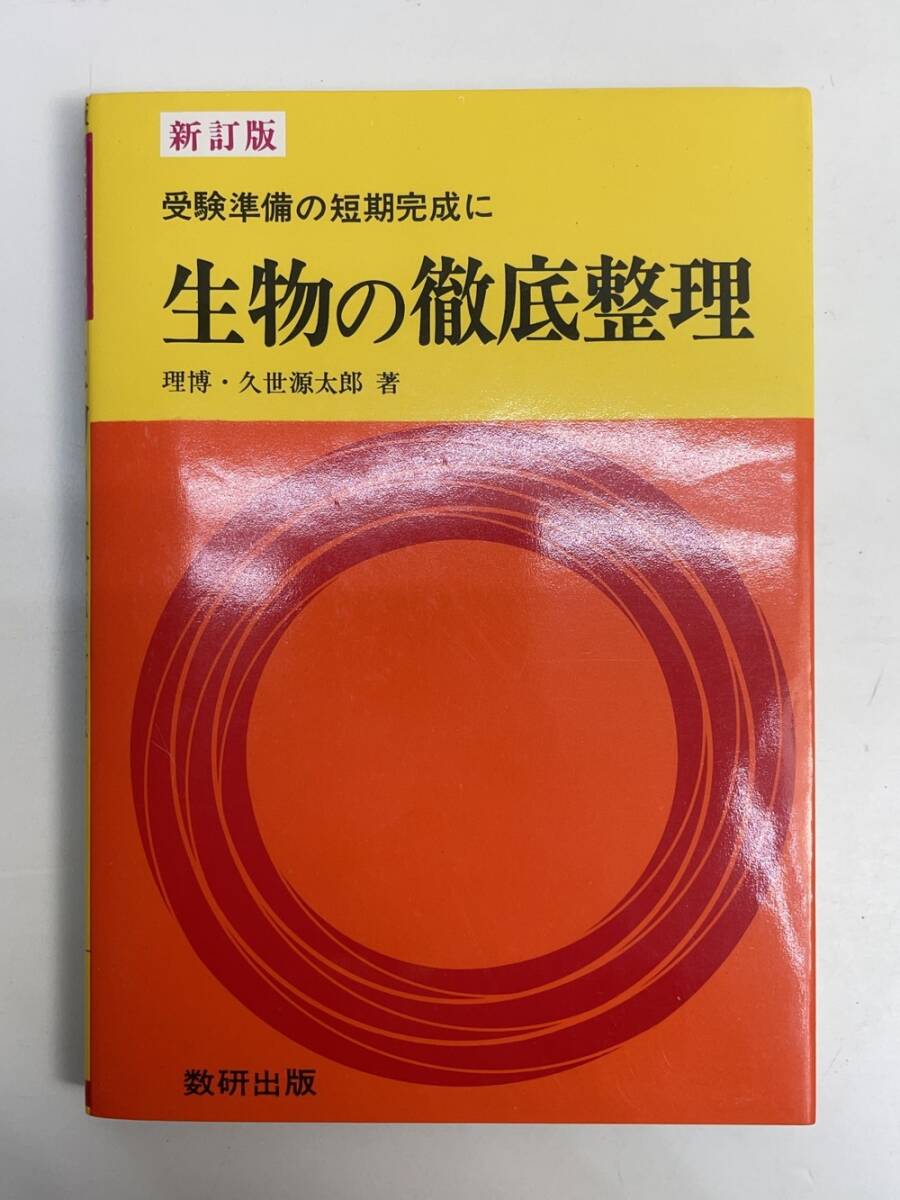 新訂版
受験準備の短期完成に
生物の徹底整理
理博・久世源太郎 著
数研出版